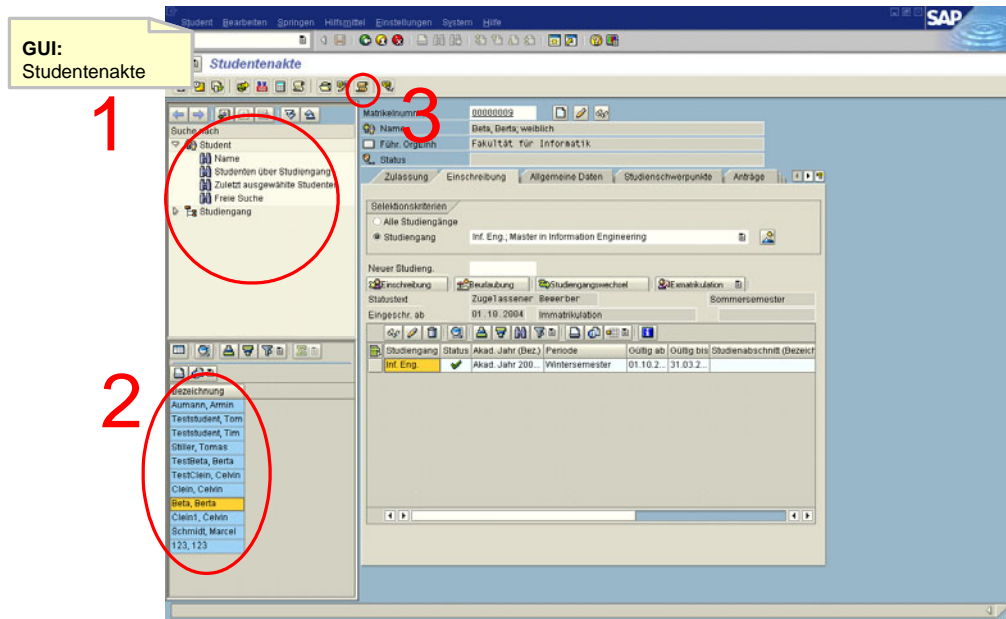 Student Bearbeiten Springen Hilfsmittel Einstellungen System Hilfe
SAP
GUI:
Studentenakte
Studentenakte
1
3
Suche nach
Student
Name
Studenten über Studiengang
Zuletzt ausgewählte Studenten
Freie Suche
Studiengang
Matrikelnumm
00000009
Name
Beta, Berta; weiblich
Führ. OrgEinh
Fakultät für Informatik
Status
Zulassung Einschreibung Allgemeine Daten Studienschwerpunkte Anträge
Selektionskriterien
Alle Studiengänge
Studiengang Inf. Eng.; Master in Information Engineering
Neuer Studieng.
Einschreibung Beurlaubung Studiengangswechsel Exmatrikulation
Statustext Zugelassener Bewerber Sommersemester
Eingeschr. ab 01.10.2004 Immatrikulation
Studiengang Status Akad. Jahr (Bez.) Periode Gültig ab Gültig bis Studienabschnitt (Bezeich
Inf. Eng. Akad. Jahr 200... Wintersemester 01.10.2... 31.03.2...
2
Bezeichnung
Aumann, Armin
Teststudent, Tom
Teststudent, Tim
Stiller, Tomas
TestBeta, Berta
TestClein, Celvin
Clein, Celvin
Beta, Berta
Clein1, Celvin
Schmidt, Marcel
123, 123